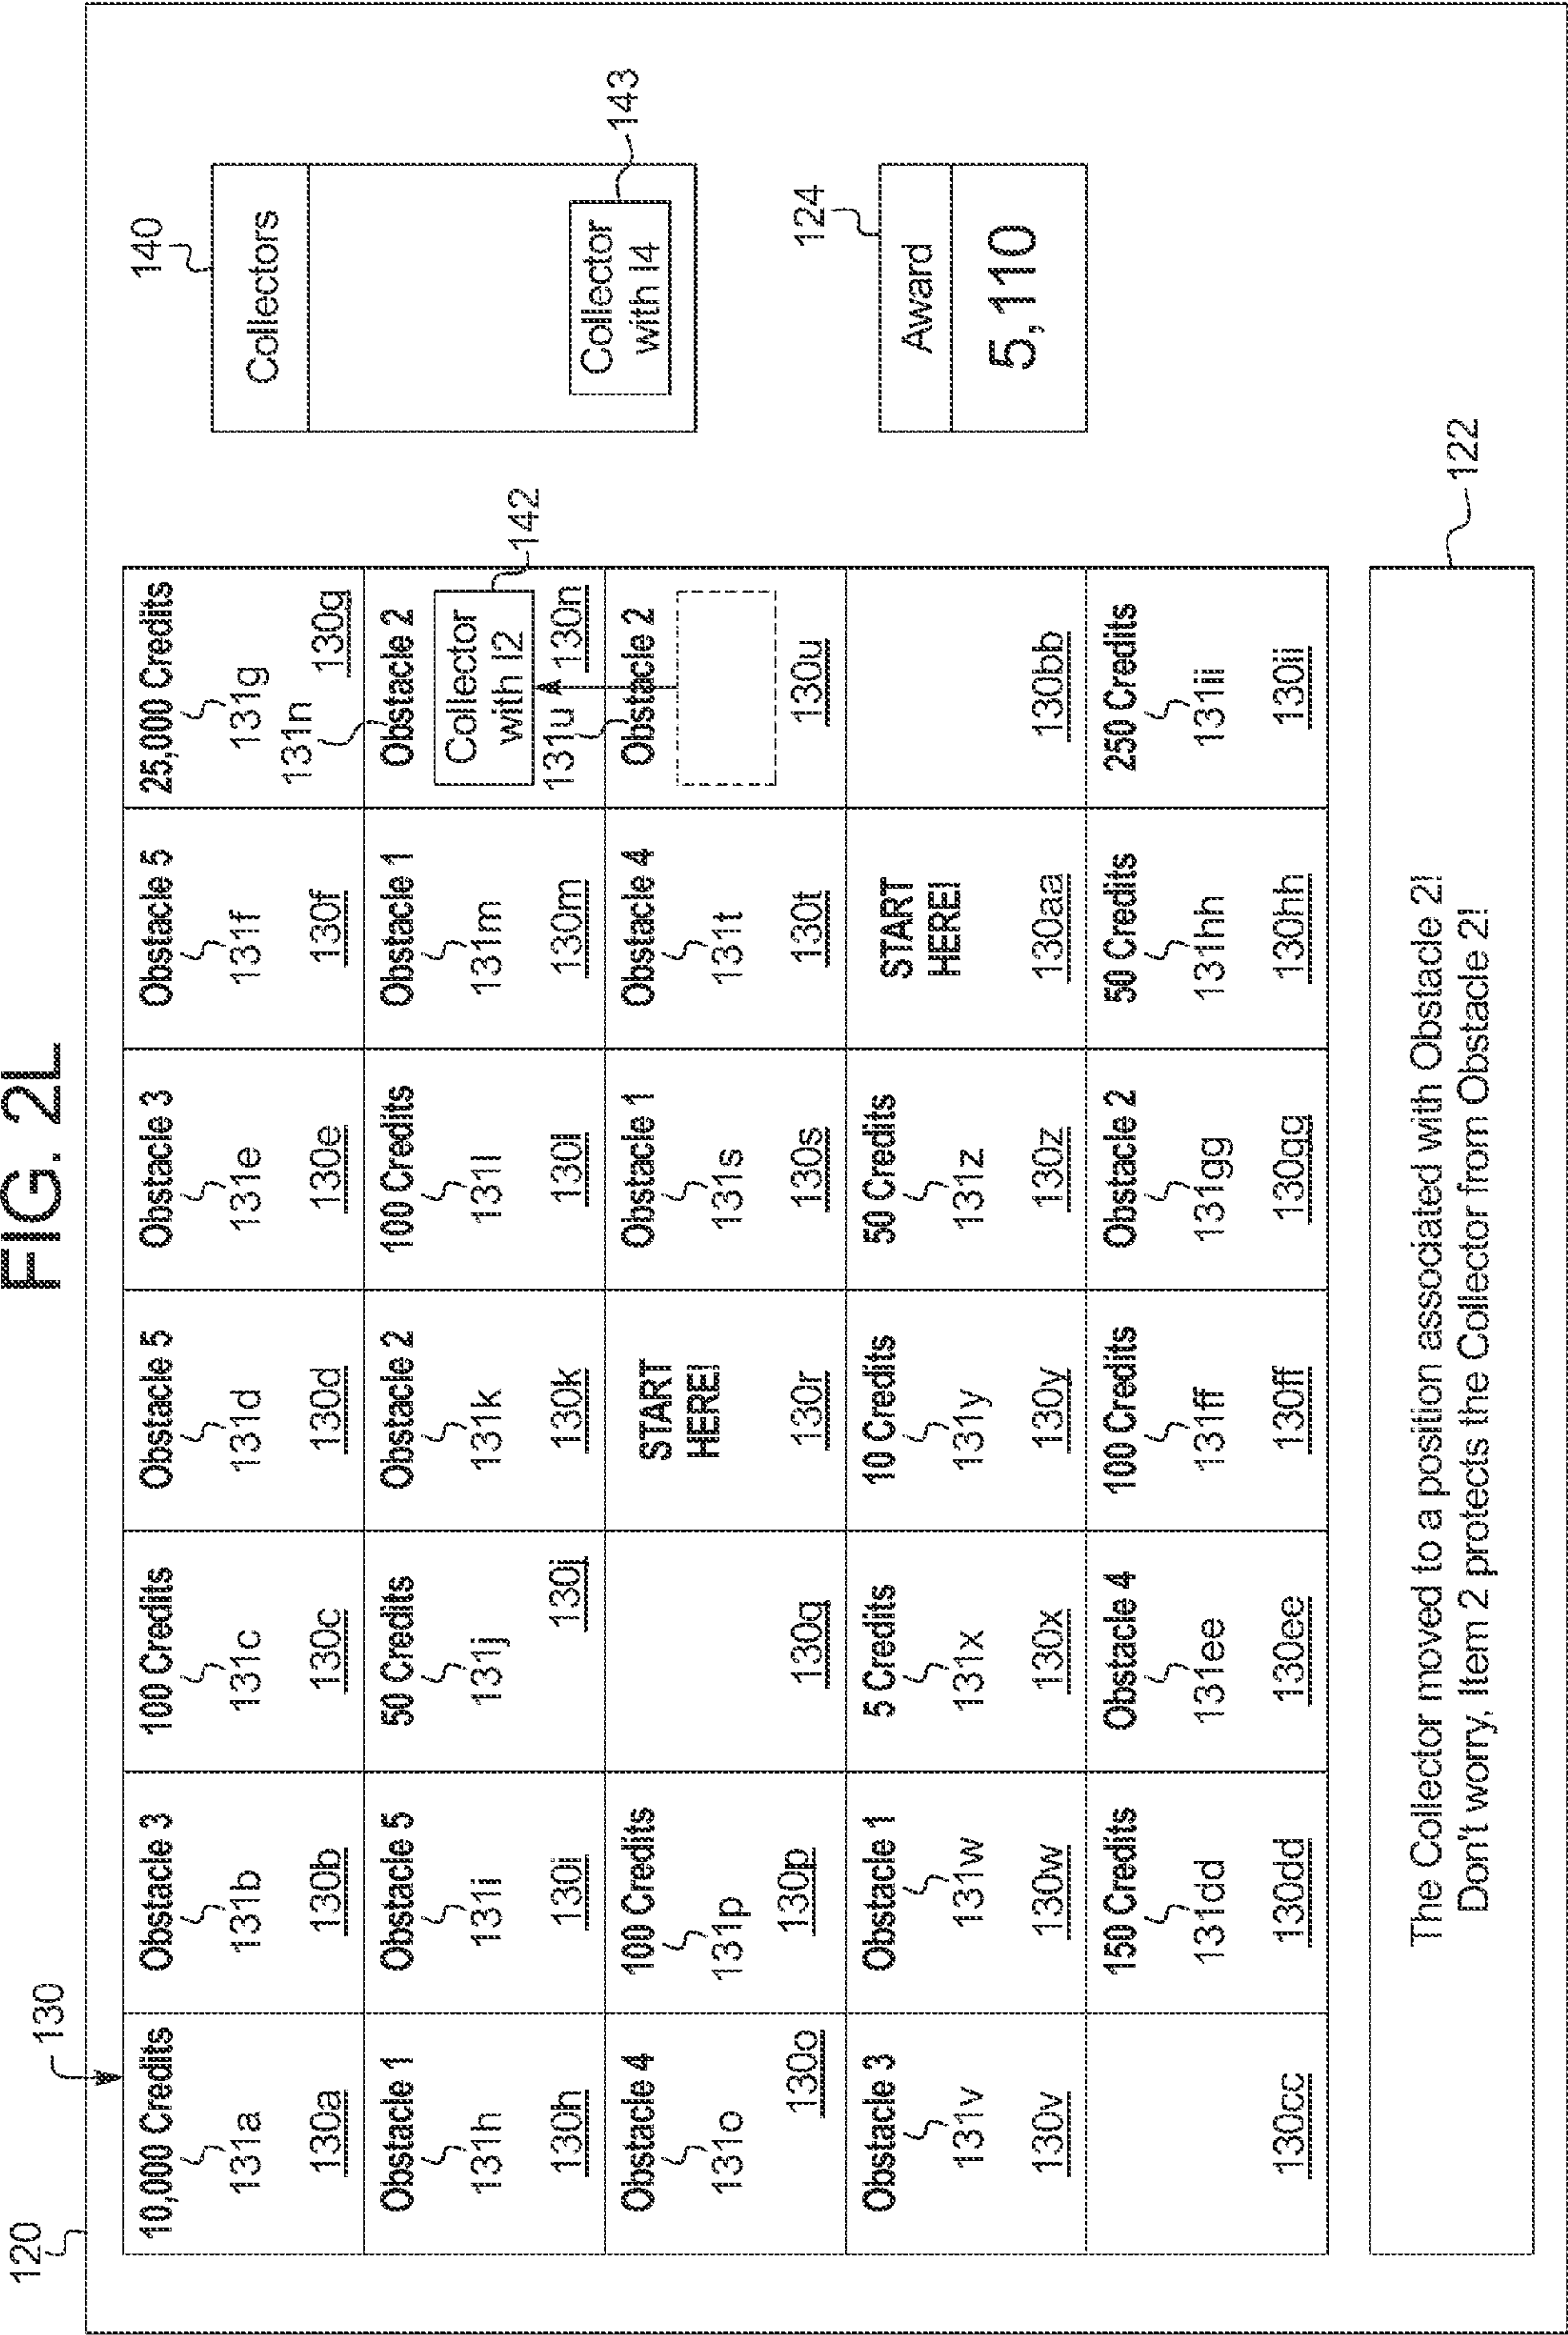 FIG. 2L
120
130
10,000 Credits
131a
130a
Obstacle 3
131b
130b
100 Credits
131c
130c
Obstacle 5
131d
130d
Obstacle 3
131e
130e
Obstacle 5
131f
130f
25,000 Credits
131g
130g
Obstacle 1
131h
130h
Obstacle 5
131i
130i
50 Credits
131j
130j
Obstacle 2
131k
130k
100 Credits
131l
130l
Obstacle 1
131m
130m
131n
Obstacle 2
Collector
with I2
142
130n
Obstacle 4
131o
130o
100 Credits
131p
130p
130q
START
HERE!
130r
Obstacle 1
131s
130s
Obstacle 4
131t
130t
131u
Obstacle 2
130u
Obstacle 3
131v
130v
Obstacle 1
131w
130w
5 Credits
131x
130x
10 Credits
131y
130y
50 Credits
131z
130z
START
HERE!
130aa
130bb
130cc
150 Credits
131dd
130dd
Obstacle 4
131ee
130ee
100 Credits
131ff
130ff
Obstacle 2
131gg
130gg
50 Credits
131hh
130hh
250 Credits
131ii
130ii
140
Collectors
Collector
with I4
143
124
Award
5,110
122
The Collector moved to a position associated with Obstacle 2!
Don't worry, Item 2 protects the Collector from Obstacle 2!